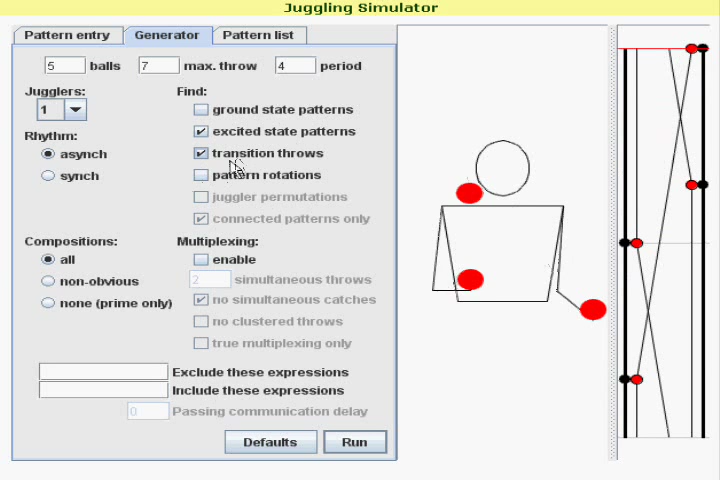 Juggling Simulator
Pattern entry Generator Pattern list
5 balls 7 max. throw 4 period
Jugglers:
1
Rhythm:
asynch
synch
Find:
ground state patterns
excited state patterns
transition throws
pattern rotations
juggler permutations
connected patterns only
Compositions:
all
non-obvious
none (prime only)
Multiplexing:
enable
2 simultaneous throws
no simultaneous catches
no clustered throws
true multiplexing only
Exclude these expressions
Include these expressions
0 Passing communication delay
Defaults Run